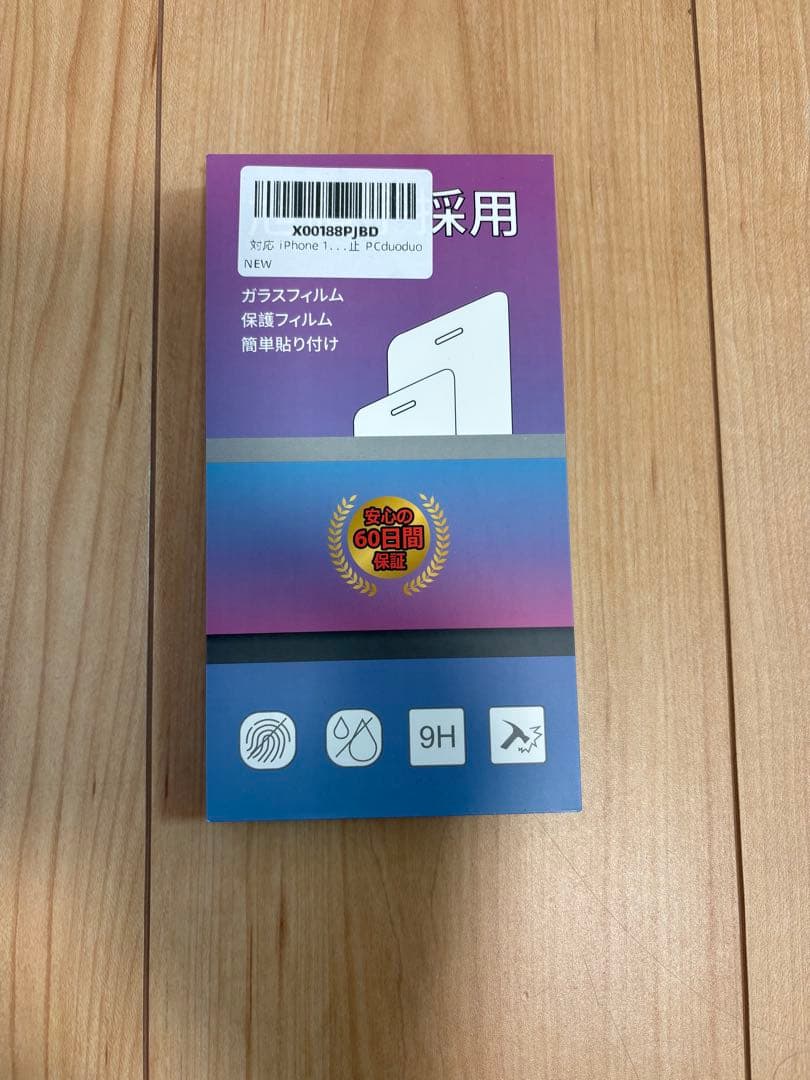 採用
X00188PJBD
対応 iPhone 1...止 PCduoduo
NEW
ガラスフィルム
保護フィルム
簡単貼り付け
安心の
60日間
保証
9H